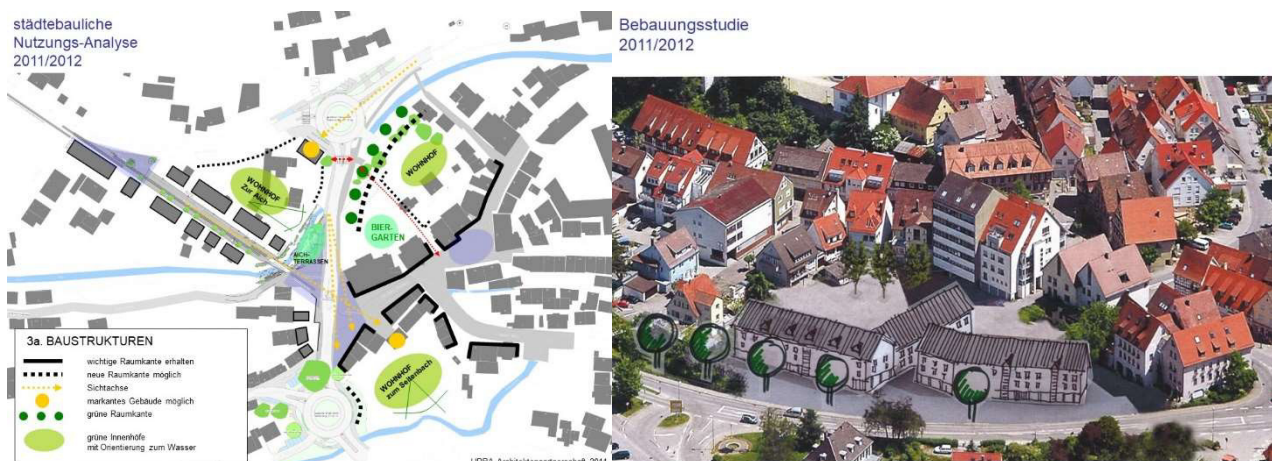 städtebauliche
Nutzungs-Analyse
2011/2012
WOHNHOF
Zur Aich
WOHNHOF
BIER-
GARTEN
AICH-
TERRASSEN
WOHNHOF
zum Seltenbach
3a. BAUSTRUKTUREN
wichtige Raumkante erhalten
neue Raumkante möglich
Sichtachse
markantes Gebäude möglich
grüne Raumkante
grüne Innenhöfe
mit Orientierung zum Wasser
Bebauungsstudie
2011/2012